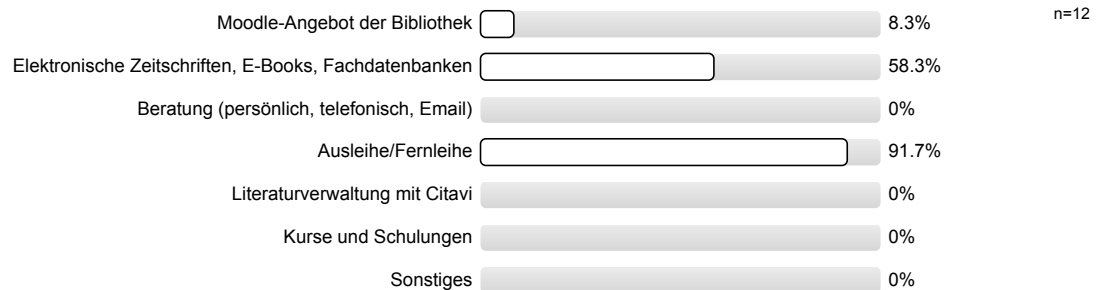 Moodle-Angebot der Bibliothek 8.3% n=12
Elektronische Zeitschriften, E-Books, Fachdatenbanken 58.3%
Beratung (persönlich, telefonisch, Email) 0%
Ausleihe/Fernleihe 91.7%
Literaturverwaltung mit Citavi 0%
Kurse und Schulungen 0%
Sonstiges 0%